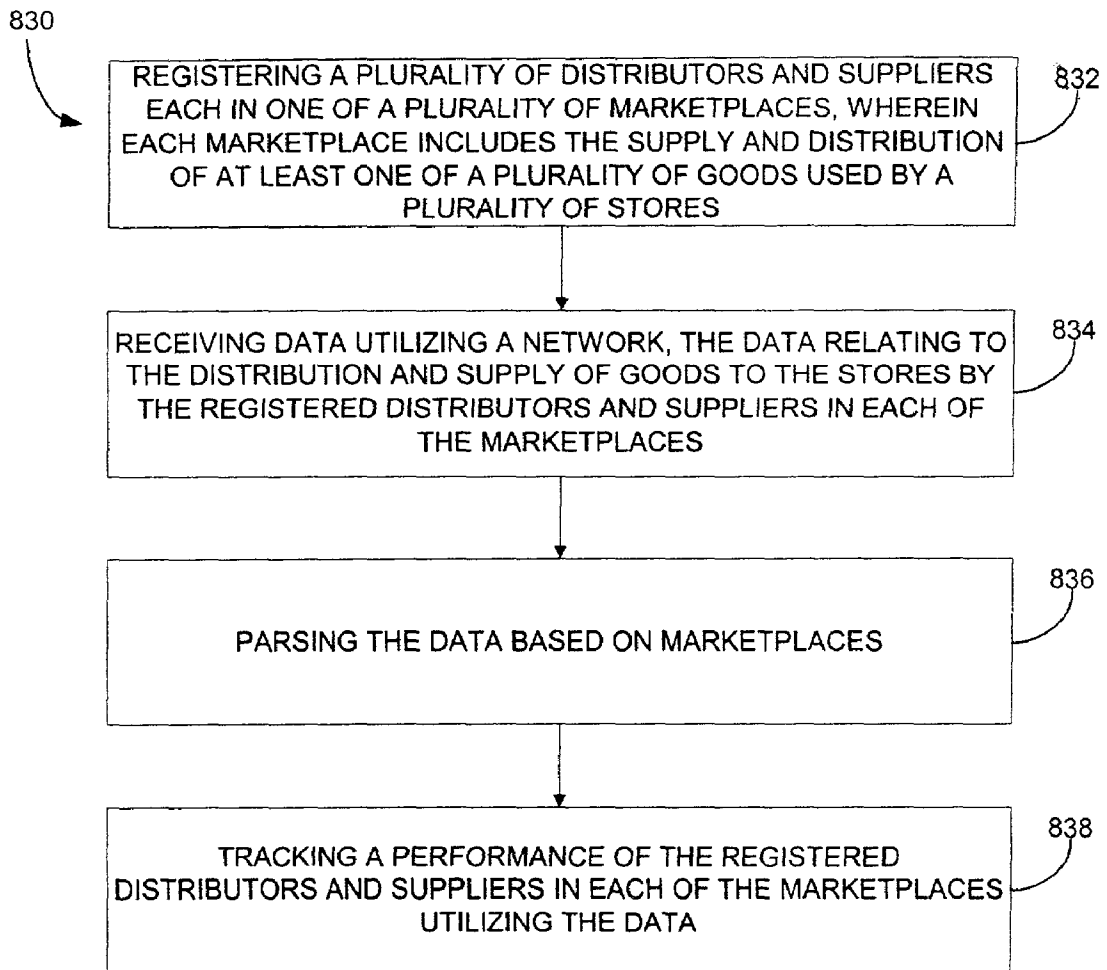 830
REGISTERING A PLURALITY OF DISTRIBUTORS AND SUPPLIERS
EACH IN ONE OF A PLURALITY OF MARKETPLACES, WHEREIN
EACH MARKETPLACE INCLUDES THE SUPPLY AND DISTRIBUTION
OF AT LEAST ONE OF A PLURALITY OF GOODS USED BY A
PLURALITY OF STORES
832
RECEIVING DATA UTILIZING A NETWORK, THE DATA RELATING TO
THE DISTRIBUTION AND SUPPLY OF GOODS TO THE STORES BY
THE REGISTERED DISTRIBUTORS AND SUPPLIERS IN EACH OF
THE MARKETPLACES
834
PARSING THE DATA BASED ON MARKETPLACES
836
TRACKING A PERFORMANCE OF THE REGISTERED
DISTRIBUTORS AND SUPPLIERS IN EACH OF THE MARKETPLACES
UTILIZING THE DATA
838